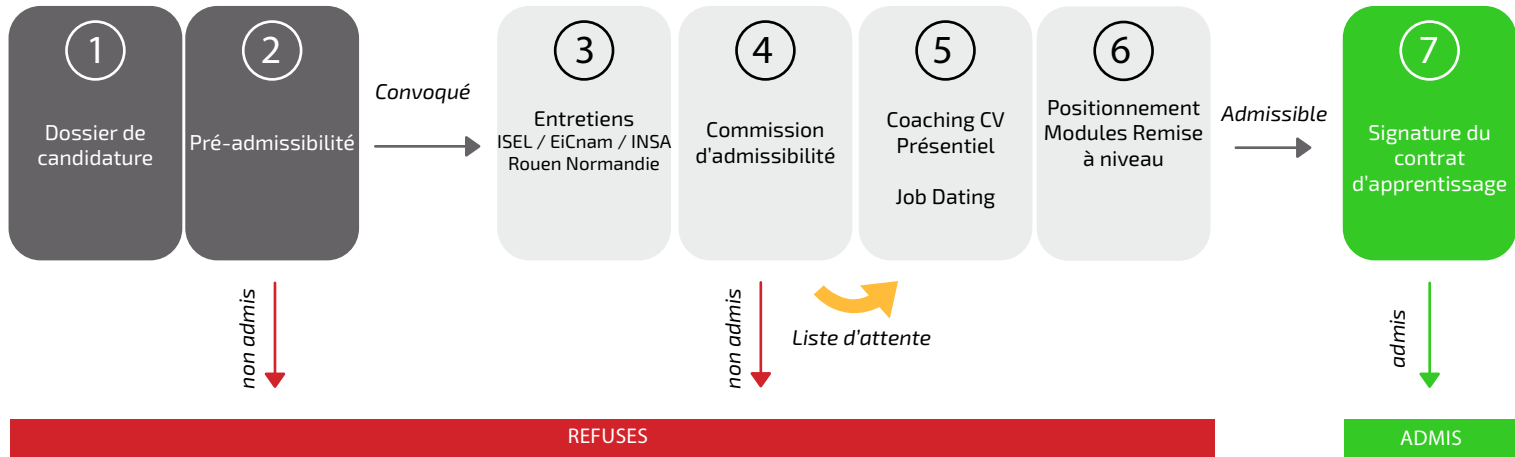 1
Dossier de
candidature
2
Pré-admissibilité
Convoqué
3
Entretiens
ISEL / EiCnam / INSA
Rouen Normandie
4
Commission
d'admissibilité
5
Coaching CV
Présentiel
Job Dating
6
Positionnement
Modules Remise
à niveau
Admissible
7
Signature du
contrat
d'apprentissage
non admis
non admis
Liste d'attente
admis
REFUSES
ADMIS